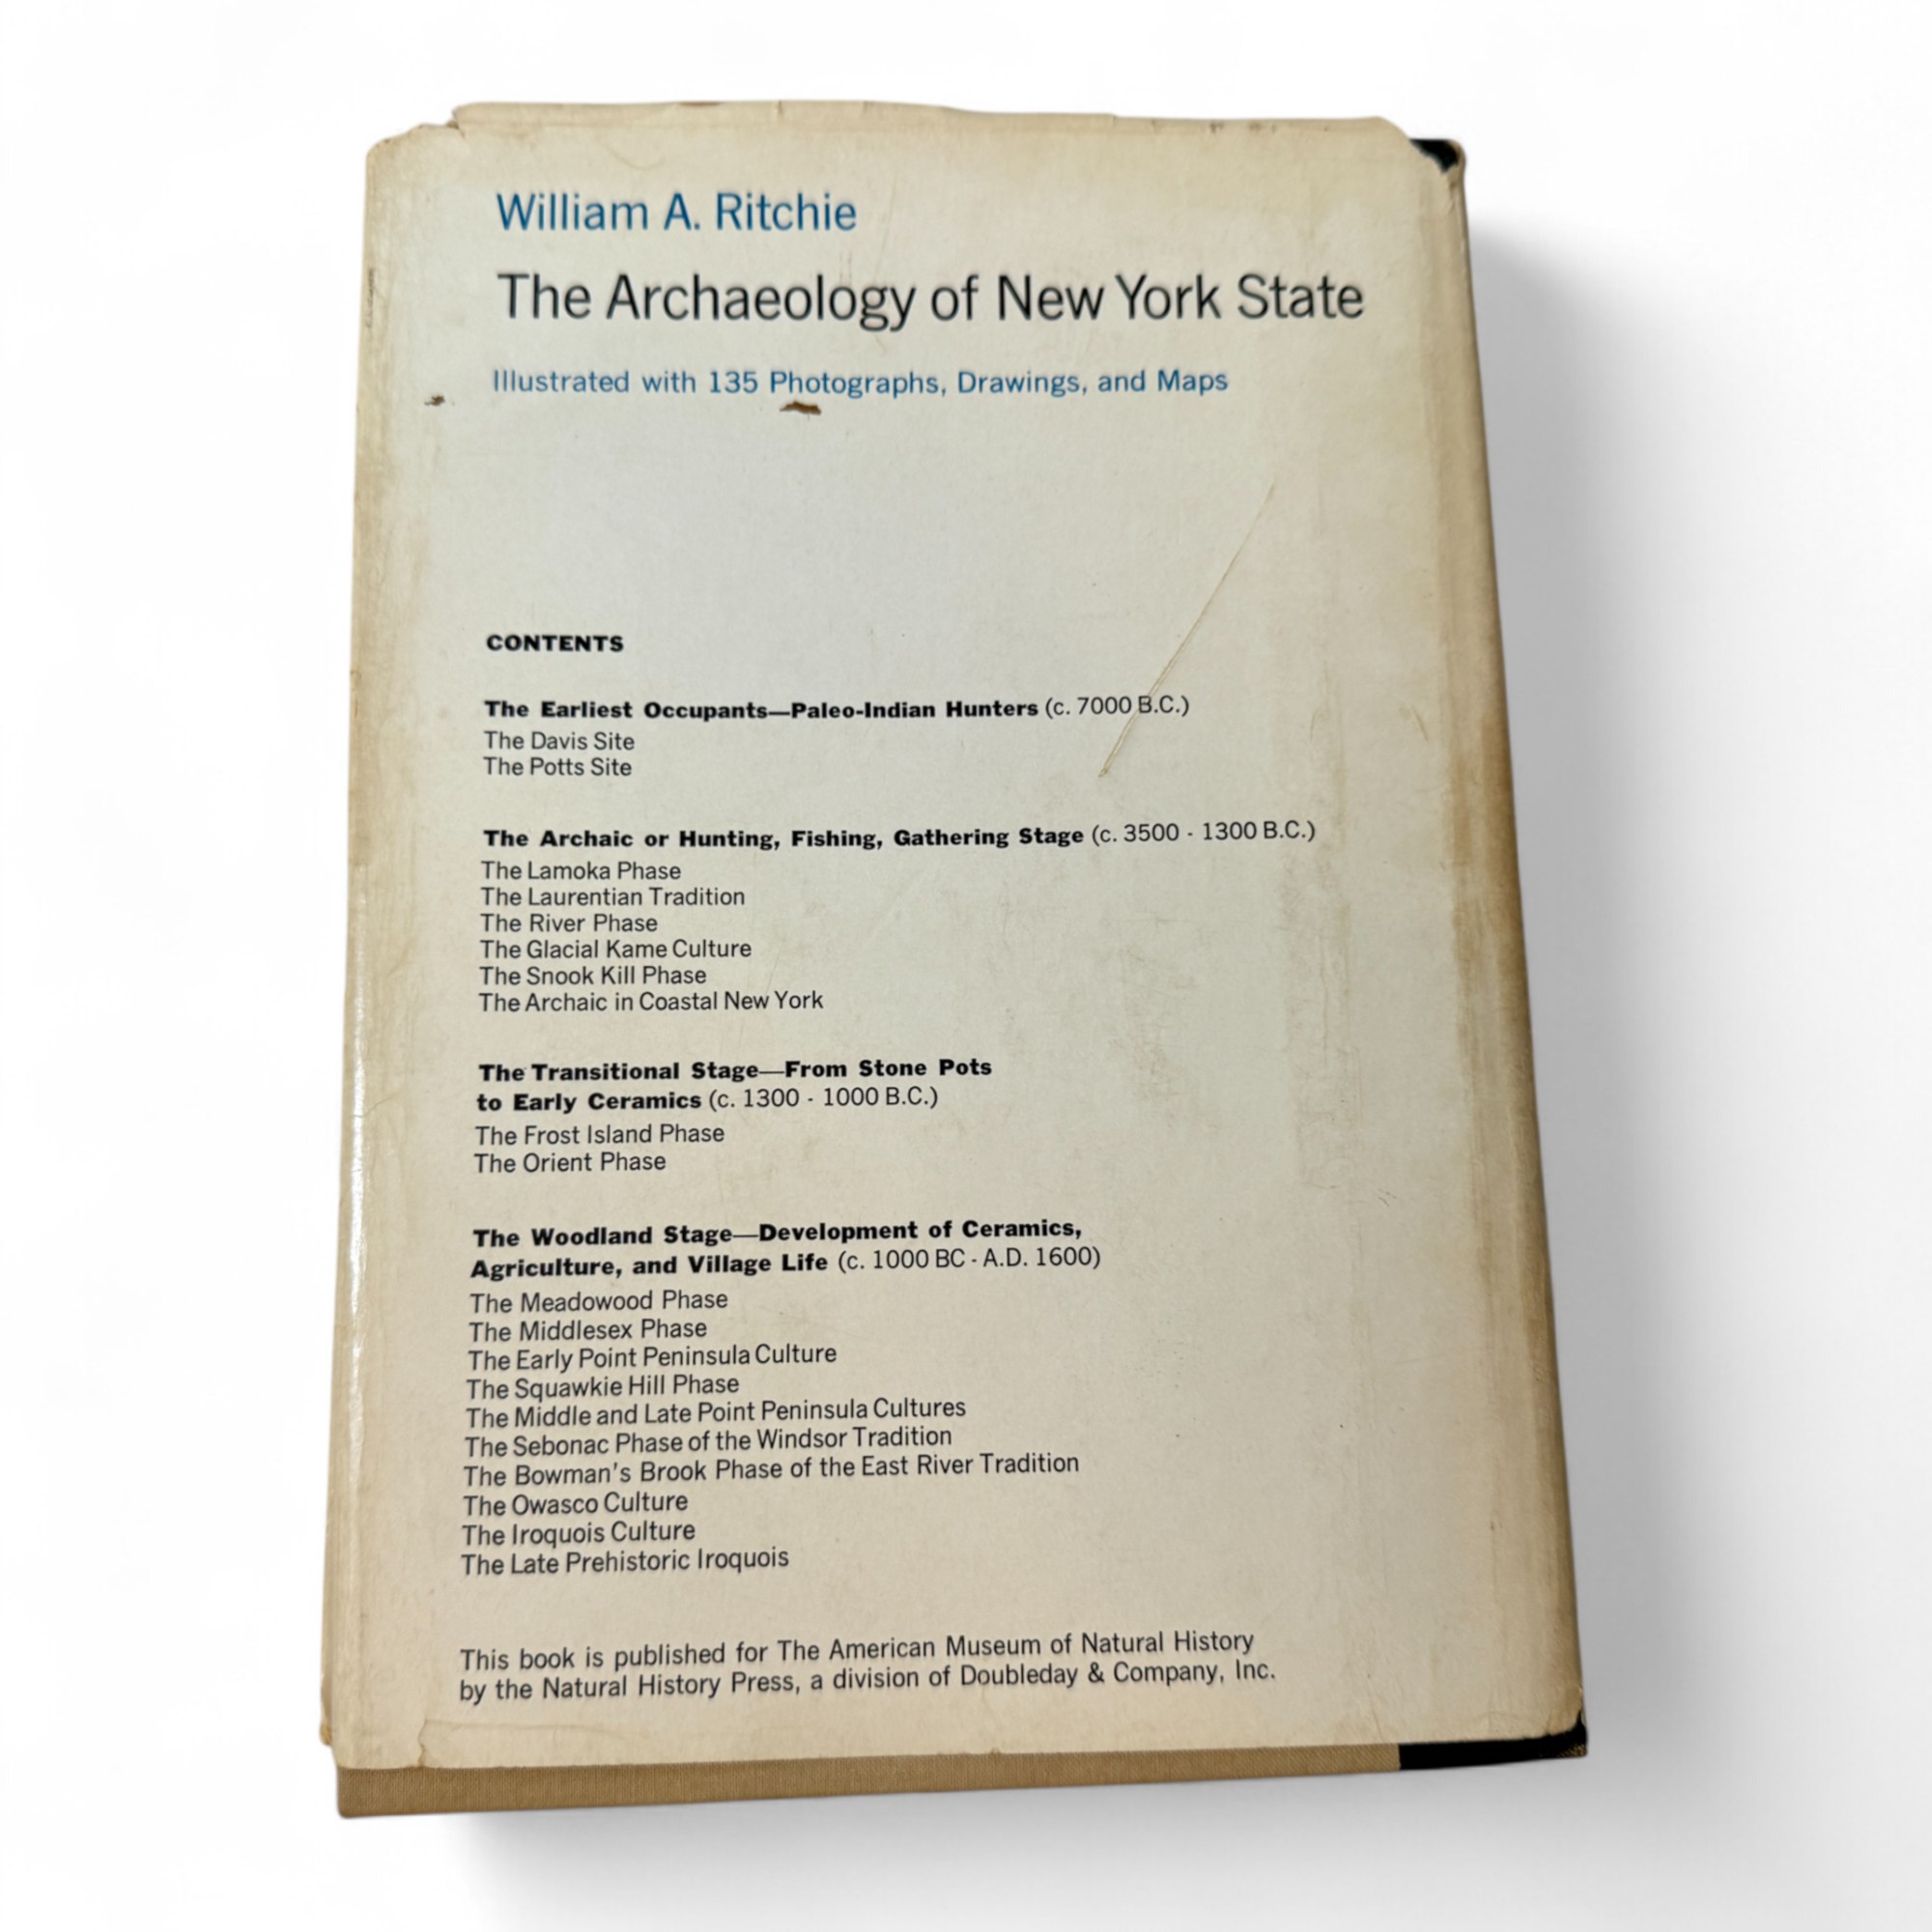 William A. Ritchie
The Archaeology of New York State
Illustrated with 135 Photographs, Drawings, and Maps
CONTENTS
The Earliest Occupants—Paleo-Indian Hunters (c. 7000 B.C.)
The Davis Site
The Potts Site
The Archaic or Hunting, Fishing, Gathering Stage (c. 3500 - 1300 B.C.)
The Lamoka Phase
The Laurentian Tradition
The River Phase
The Glacial Kame Culture
The Snook Kill Phase
The Archaic in Coastal New York
The Transitional Stage—From Stone Pots
to Early Ceramics (c. 1300 - 1000 B.C.)
The Frost Island Phase
The Orient Phase
The Woodland Stage—Development of Ceramics,
Agriculture, and Village Life (c. 1000 BC - A.D. 1600)
The Meadowood Phase
The Middlesex Phase
The Early Point Peninsula Culture
The Squawkie Hill Phase
The Middle and Late Point Peninsula Cultures
The Sebonac Phase of the Windsor Tradition
The Bowman's Brook Phase of the East River Tradition
The Owasco Culture
The Iroquois Culture
The Late Prehistoric Iroquois
This book is published for The American Museum of Natural History
by the Natural History Press, a division of Doubleday & Company, Inc.